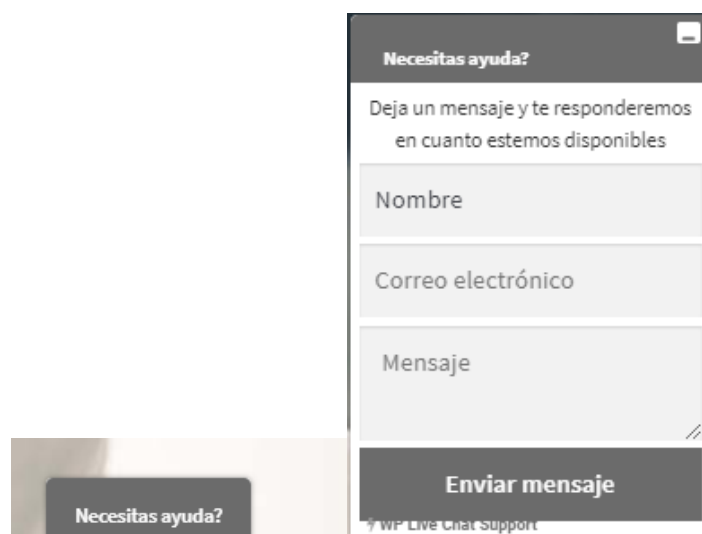 Necesitas ayuda?
Deja un mensaje y te responderemos
en cuanto estemos disponibles
Nombre
Correo electrónico
Mensaje
Enviar mensaje
WP Live Chat Support
Necesitas ayuda?